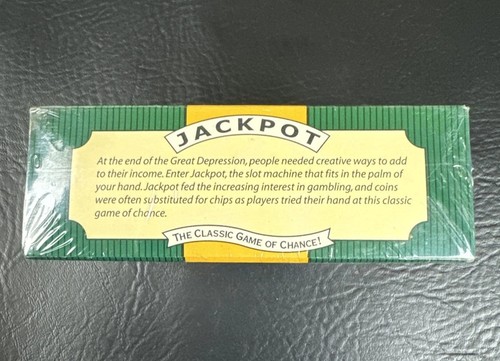 JACKPOT
At the end of the Great Depression, people needed creative ways to add
to their income. Enter Jackpot, the slot machine that fits in the palm of
your hand. Jackpot fed the increasing interest in gambling, and coins
were often substituted for chips as players tried their hand at this classic
game of chance.
THE CLASSIC GAME OF CHANCE!